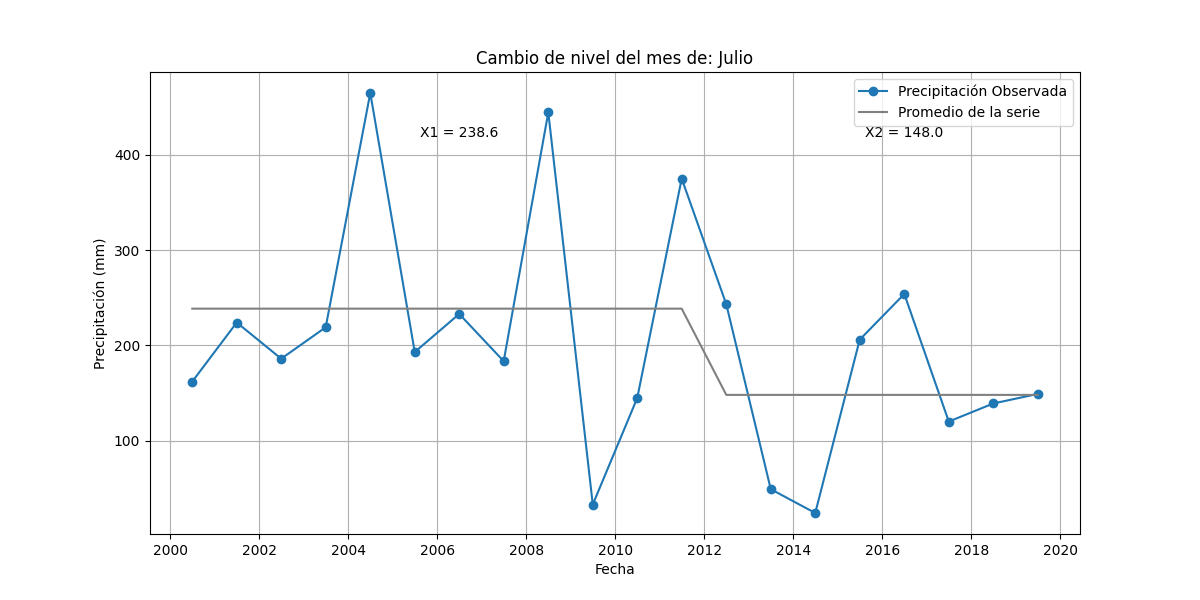 Cambio de nivel del mes de: Julio
Precipitación Observada
Promedio de la serie
X1 = 238.6
X2 = 148.0
400
300
200
100
Precipitación (mm)
2000 2002 2004 2006 2008 2010 2012 2014 2016 2018 2020
Fecha